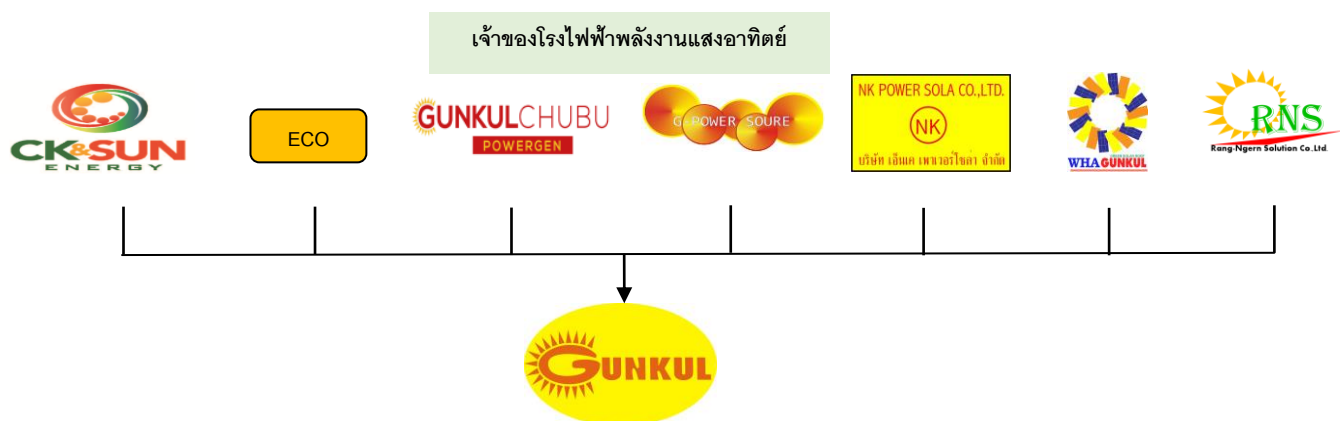 เจ้าของโรงไฟฟ้าพลังงานแสงอาทิตย์
CK&SUN
ENERGY
ECO
GUNKULCHUBU
POWERGEN
G-POWER SOURE
NK POWER SOLA CO.,LTD.
NK
บริษัท เอ็นเค เพาเวอร์โซล่า จำกัด
WHAGUNKUL
RNS
Rang-Ngern Solution Co.,Ltd.
GUNKUL